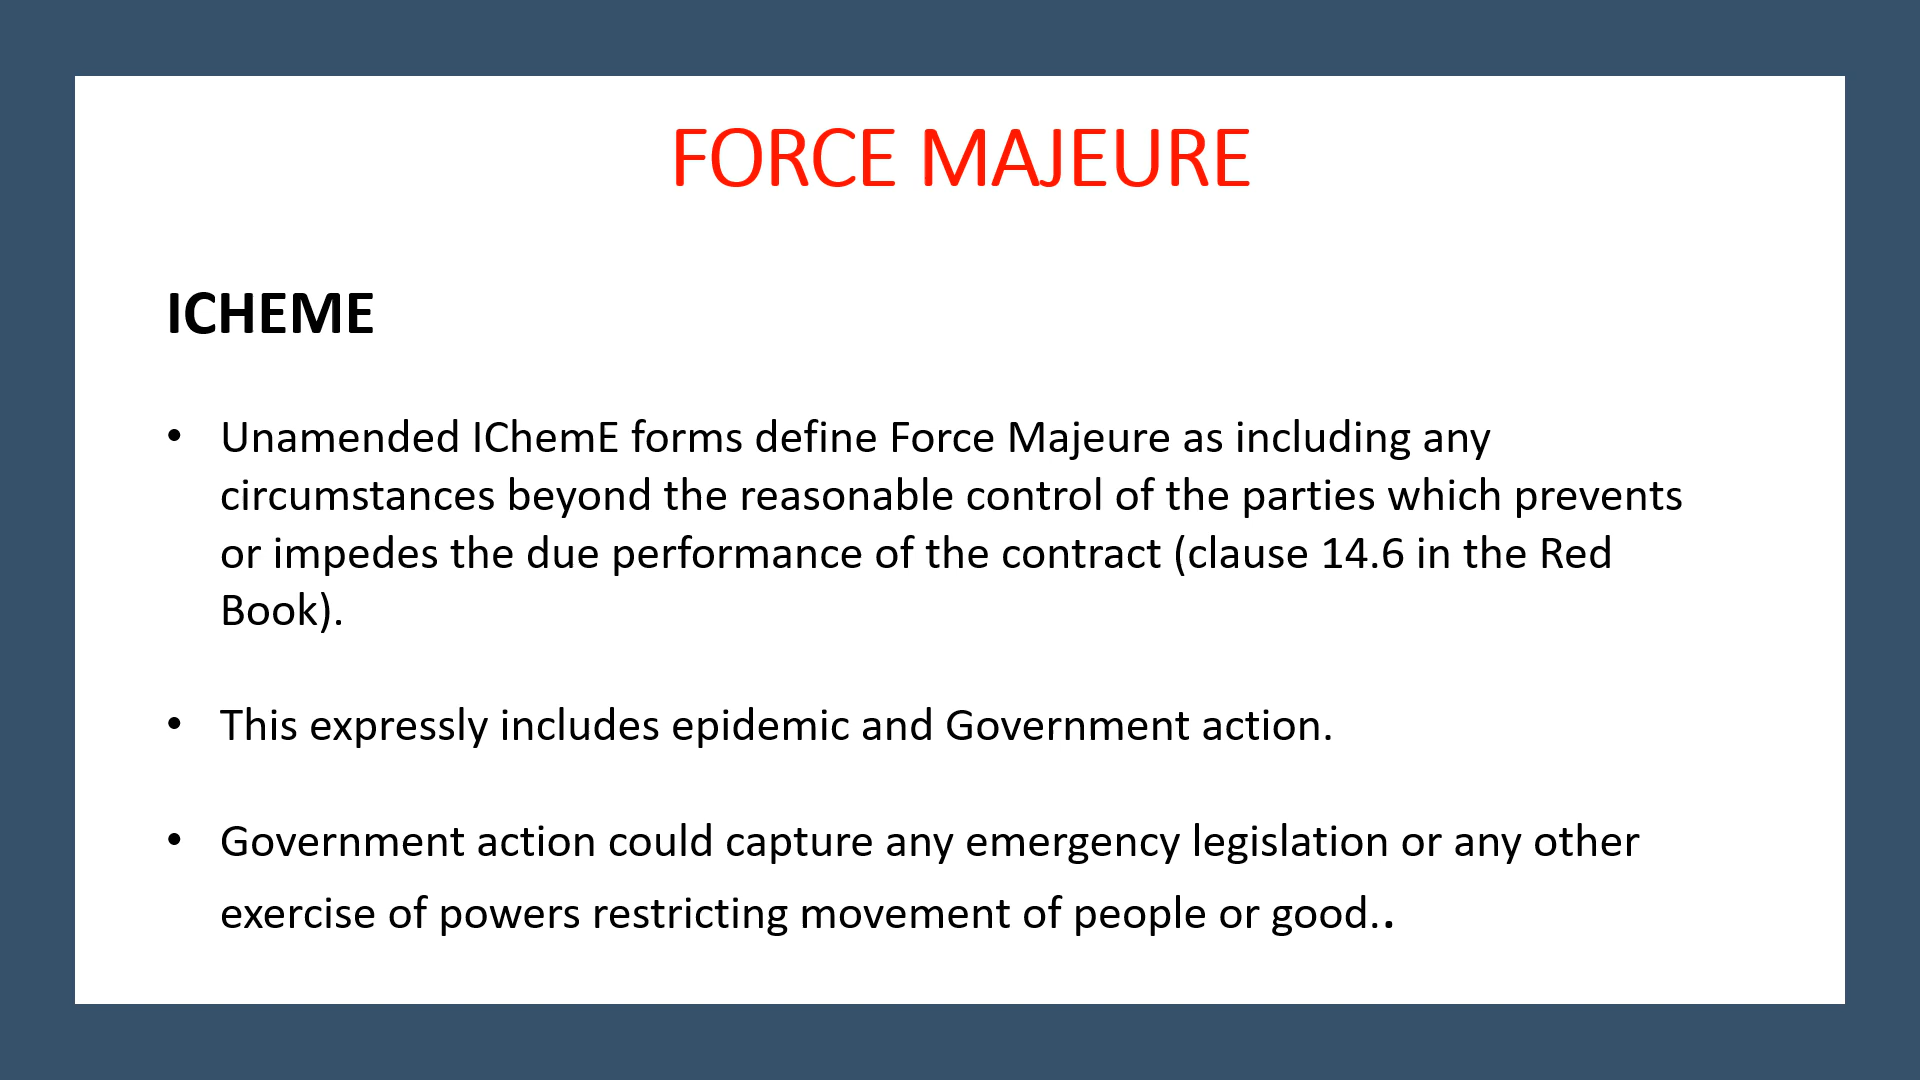 FORCE MAJEURE
ICHEME
• Unamended IChemE forms define Force Majeure as including any
circumstances beyond the reasonable control of the parties which prevents
or impedes the due performance of the contract (clause 14.6 in the Red
Book).
• This expressly includes epidemic and Government action.
• Government action could capture any emergency legislation or any other
exercise of powers restricting movement of people or good..